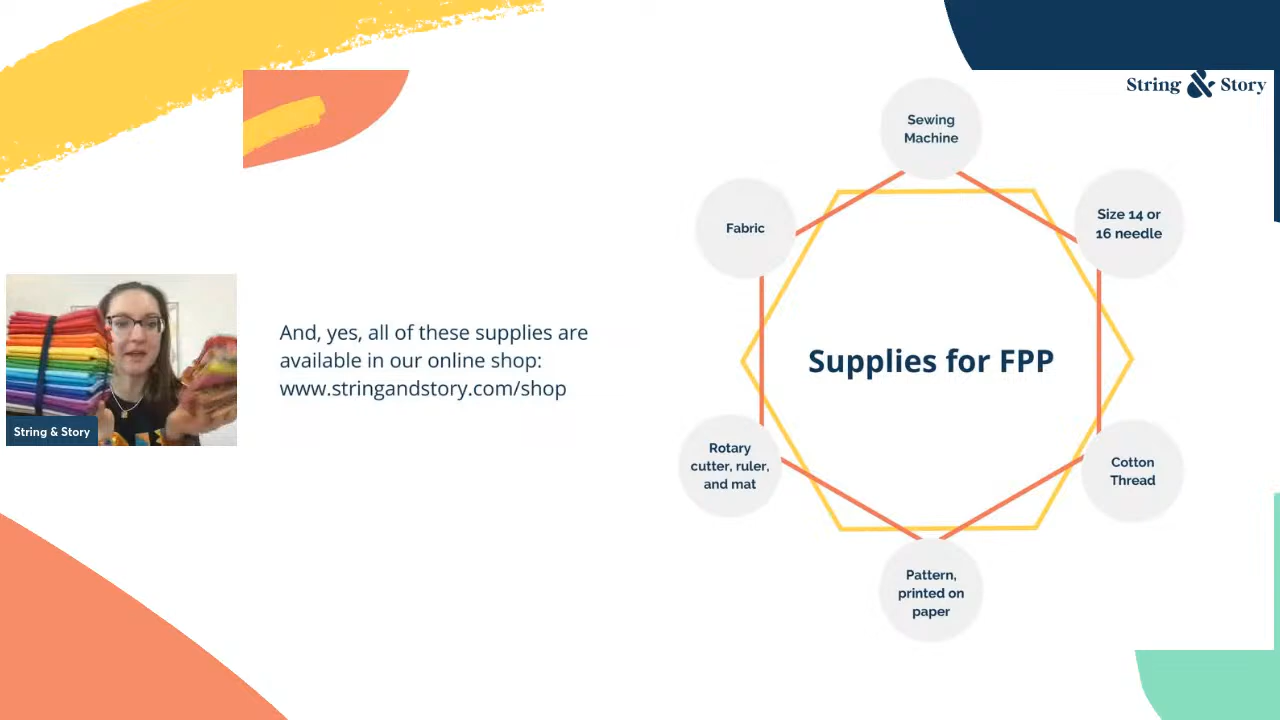 String & Story
Sewing
Machine
Size 14 or
16 needle
Fabric
And, yes, all of these supplies are
available in our online shop:
www.stringandstory.com/shop
Supplies for FPP
String & Story
Rotary
cutter, ruler,
and mat
Cotton
Thread
Pattern,
printed on
paper